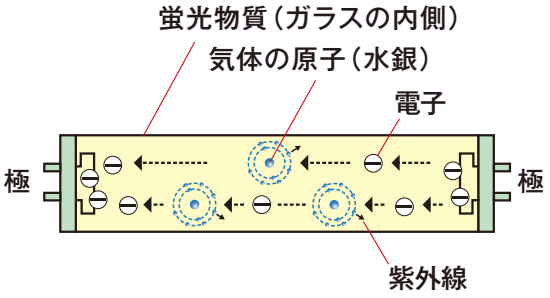 蛍光物質（ガラスの内側）
気体の原子（水銀）
電子
極
極
紫外線